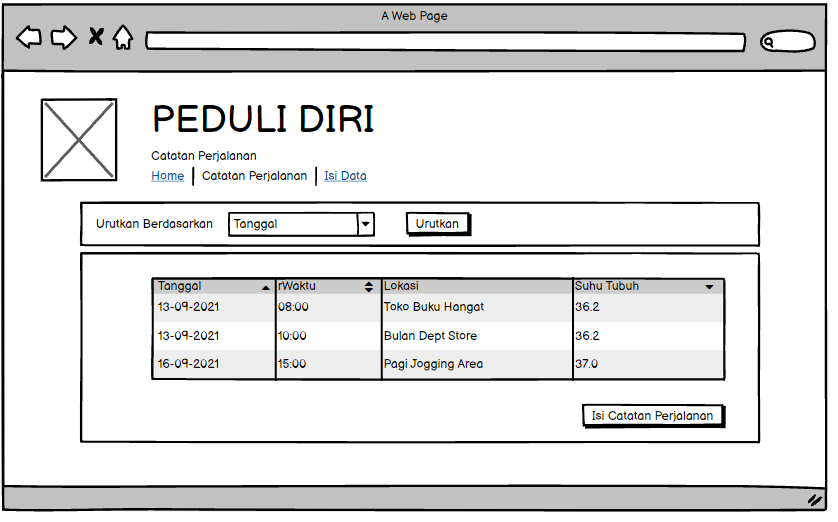 A Web Page
PEDULI DIRI
Catatan Perjalanan
Home Catatan Perjalanan Isi Data
Urutkan Berdasarkan Tanggal Urutkan
Tanggal rWaktu Lokasi Suhu Tubuh
13-09-2021 08:00 Toko Buku Hangat 36.2
13-09-2021 10:00 Bulan Dept Store 36.2
16-09-2021 15:00 Pagi Jogging Area 37.0
Isi Catatan Perjalanan